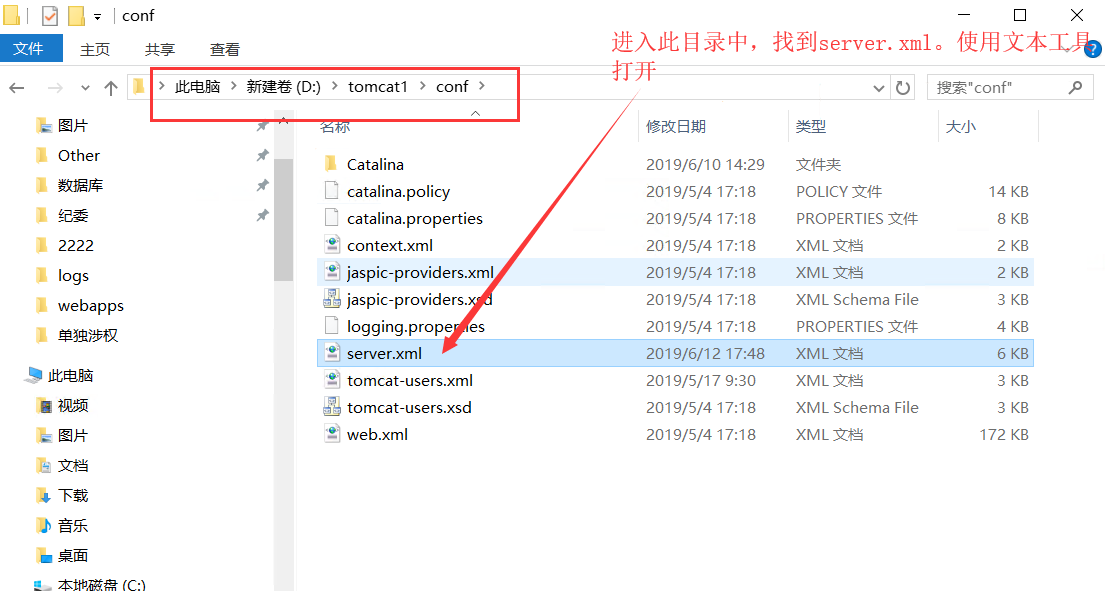 conf
文件 主页 共享 查看
进入此目录中，找到server.xml。使用文本工具
打开
此电脑 新建卷 (D:) tomcat1 conf
搜索"conf"
名称 修改日期 类型 大小
图片
Other
数据库
纪委
2222
logs
webapps
单独涉权
此电脑
视频
图片
文档
下载
音乐
桌面
本地磁盘 (C:)
Catalina 2019/6/10 14:29 文件夹
catalina.policy 2019/5/4 17:18 POLICY 文件 14 KB
catalina.properties 2019/5/4 17:18 PROPERTIES 文件 8 KB
context.xml 2019/5/4 17:18 XML 文档 2 KB
jaspic-providers.xml 2019/5/4 17:18 XML 文档 2 KB
jaspic-providers.xsd 2019/5/4 17:18 XML Schema File 3 KB
logging.properties 2019/5/4 17:18 PROPERTIES 文件 4 KB
server.xml 2019/6/12 17:48 XML 文档 6 KB
tomcat-users.xml 2019/5/17 9:30 XML 文档 3 KB
tomcat-users.xsd 2019/5/4 17:18 XML Schema File 3 KB
web.xml 2019/5/4 17:18 XML 文档 172 KB